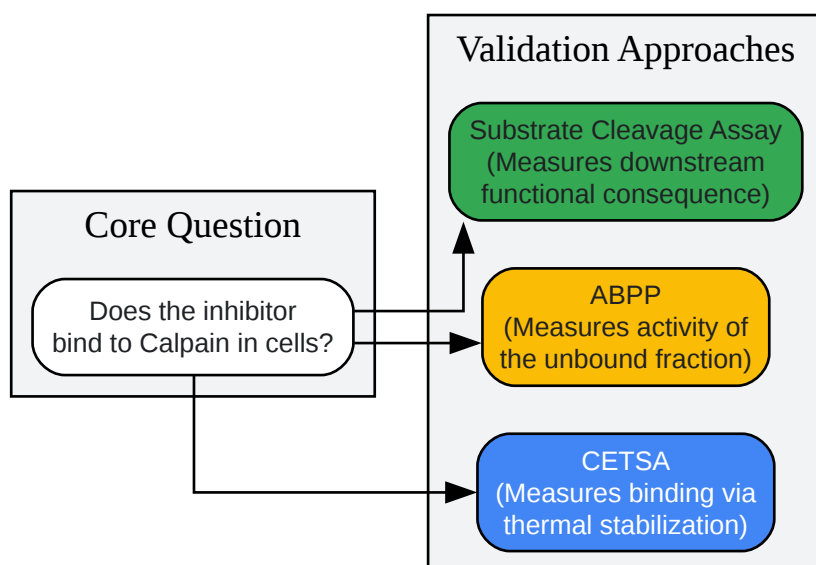 Core Question
Does the inhibitor
bind to Calpain in cells?
Validation Approaches
Substrate Cleavage Assay
(Measures downstream
functional consequence)
ABPP
(Measures activity of
the unbound fraction)
CETSA
(Measures binding via
thermal stabilization)